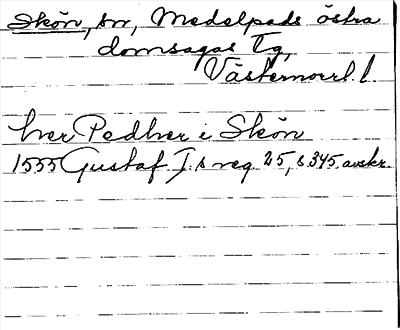 Skön, sn, Medelpads östra
domsagas tg,
Västernorrl. l.
her Pedher i Skön
1555 Gustaf I:s reg. 25, s 345. avskr.